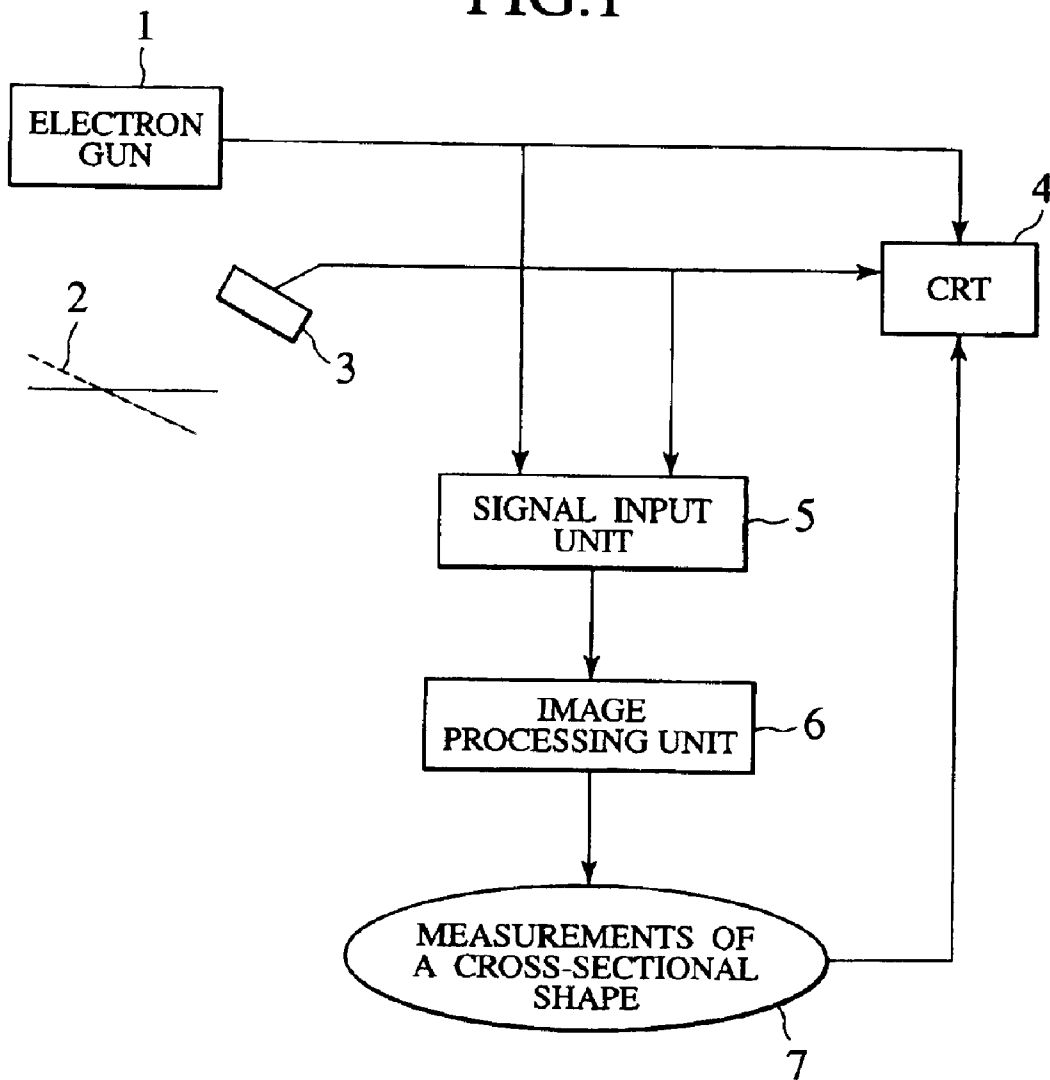 FIG.1
1
ELECTRON
GUN
4
CRT
2
3
SIGNAL INPUT
UNIT
5
IMAGE
PROCESSING UNIT
6
MEASUREMENTS OF
A CROSS-SECTIONAL
SHAPE
7